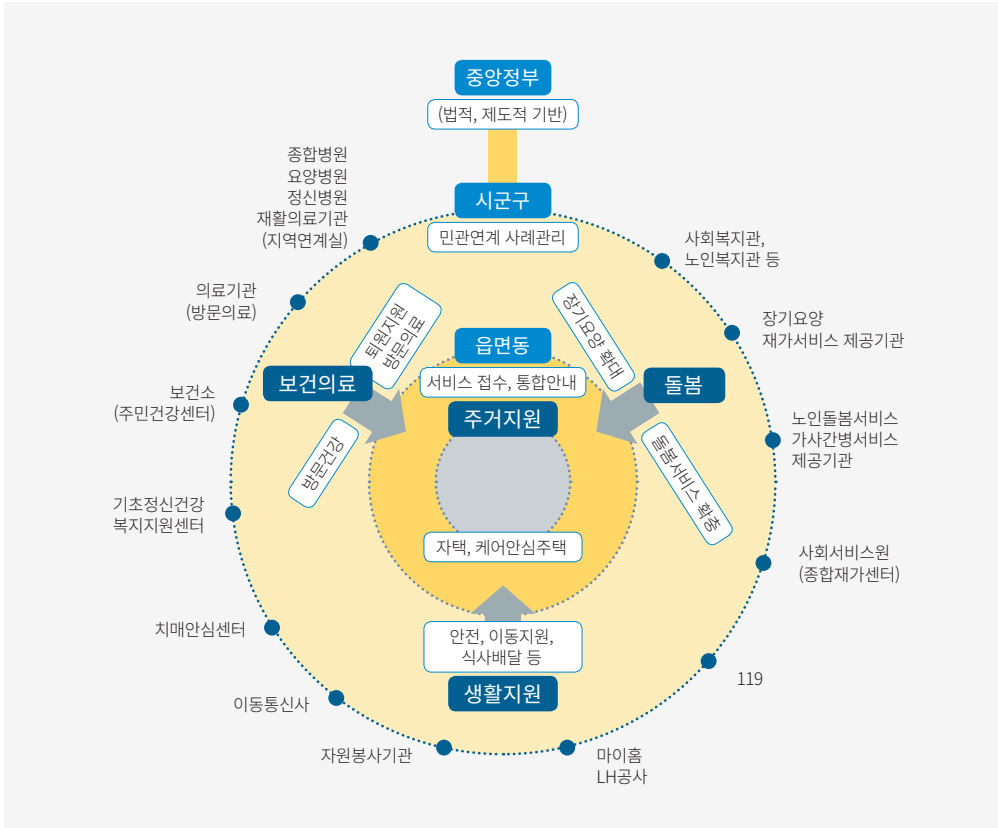 중앙정부
(법적, 제도적 기반)
시군구
민관연계 사례관리
종합병원
요양병원
정신병원
재활의료기관
(지역연계실)
의료기관
(방문의료)
보건소
(주민건강센터)
기초정신건강
복지지원센터
치매안심센터
이동통신사
자원봉사기관
마이홈
LH공사
119
사회서비스원
(종합재가센터)
노인돌봄서비스
가사간병서비스
제공기관
장기요양
재가서비스 제공기관
사회복지관,
노인복지관 등
읍면동
서비스 접수, 통합안내
주거지원
자택, 케어안심주택
보건의료
퇴원지원
방문의료
방문건강
돌봄
장기요양 확대
돌봄서비스 확충
안전, 이동지원,
식사배달 등
생활지원